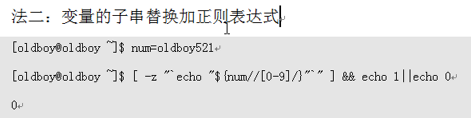 法二：变量的子串替换加正则表达式
[oldboy@oldboy ~]$ num=oldboy521
[oldboy@oldboy ~]$ [ -z "`echo "${num//[0-9]/}"`" ] && echo 1||echo 0
0